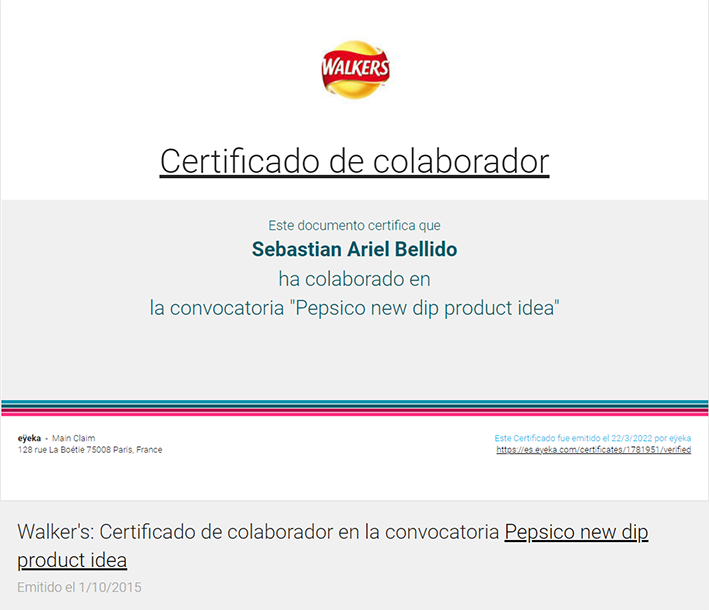 WALKERS
Certificado de colaborador
Este documento certifica que
Sebastian Ariel Bellido
ha colaborado en
la convocatoria "Pepsico new dip product idea"
eÿeka - Main Claim
128 rue La Boétie 75008 Paris, France
Este Certificado fue emitido el 22/3/2022 por eÿeka
https://es.eyeka.com/certificates/1781951/verified
Walker's: Certificado de colaborador en la convocatoria Pepsico new dip
product idea
Emitido el 1/10/2015